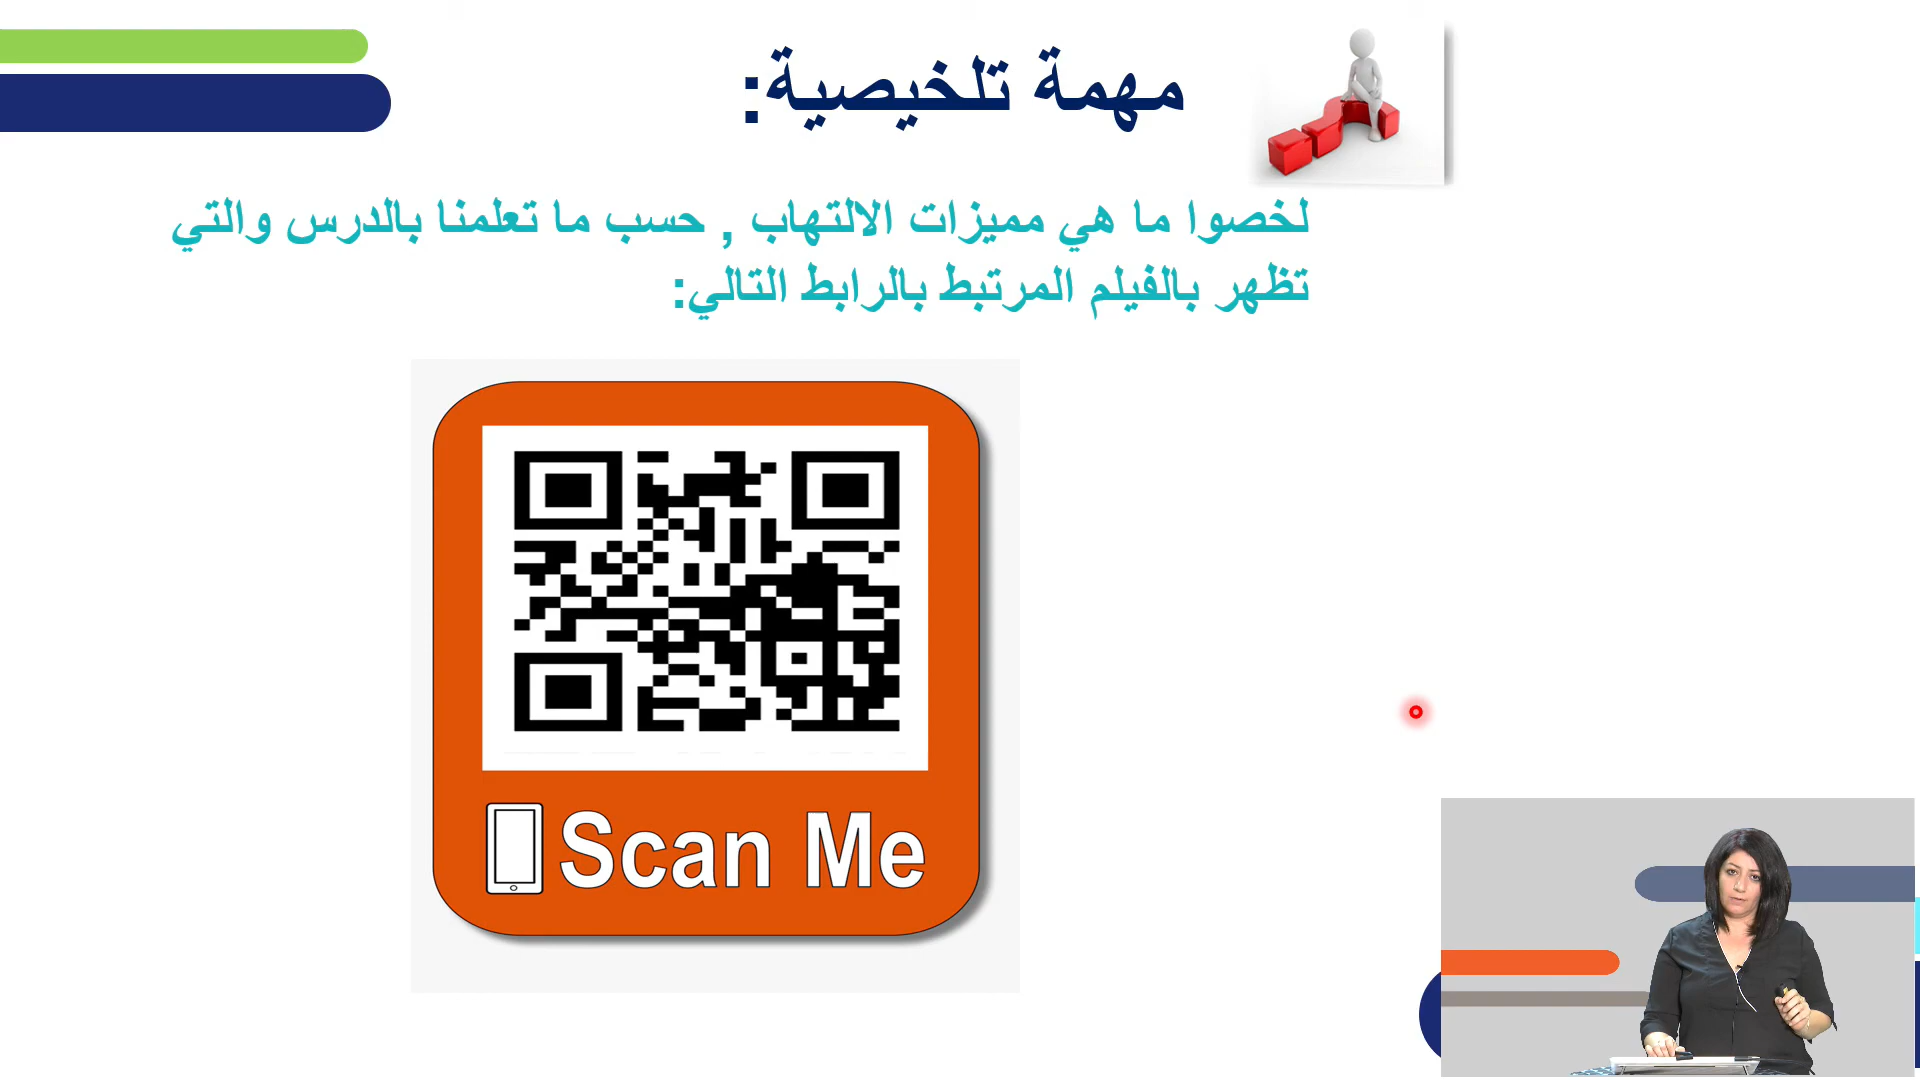 مهمة تلخيصية:
لخصوا ما هي مميزات الالتهاب , حسب ما تعلمنا بالدرس والتي
تظهر بالفيلم المرتبط بالرابط التالي:
Scan Me